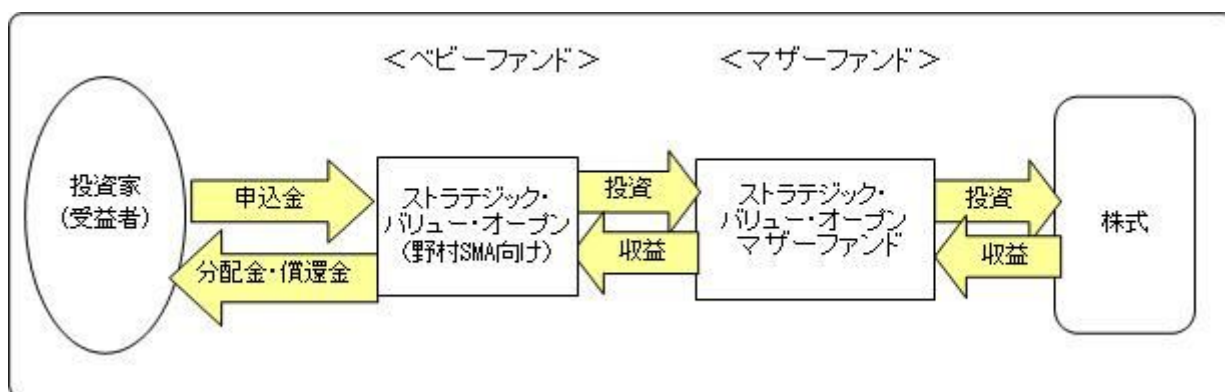 ＜ベビーファンド＞
＜マザーファンド＞
投資家
(受益者)
申込金
分配金・償還金
ストラテジック・
バリュー・オープン
(野村SMA向け)
投資
収益
ストラテジック・
バリュー・オープン
マザーファンド
投資
収益
株式